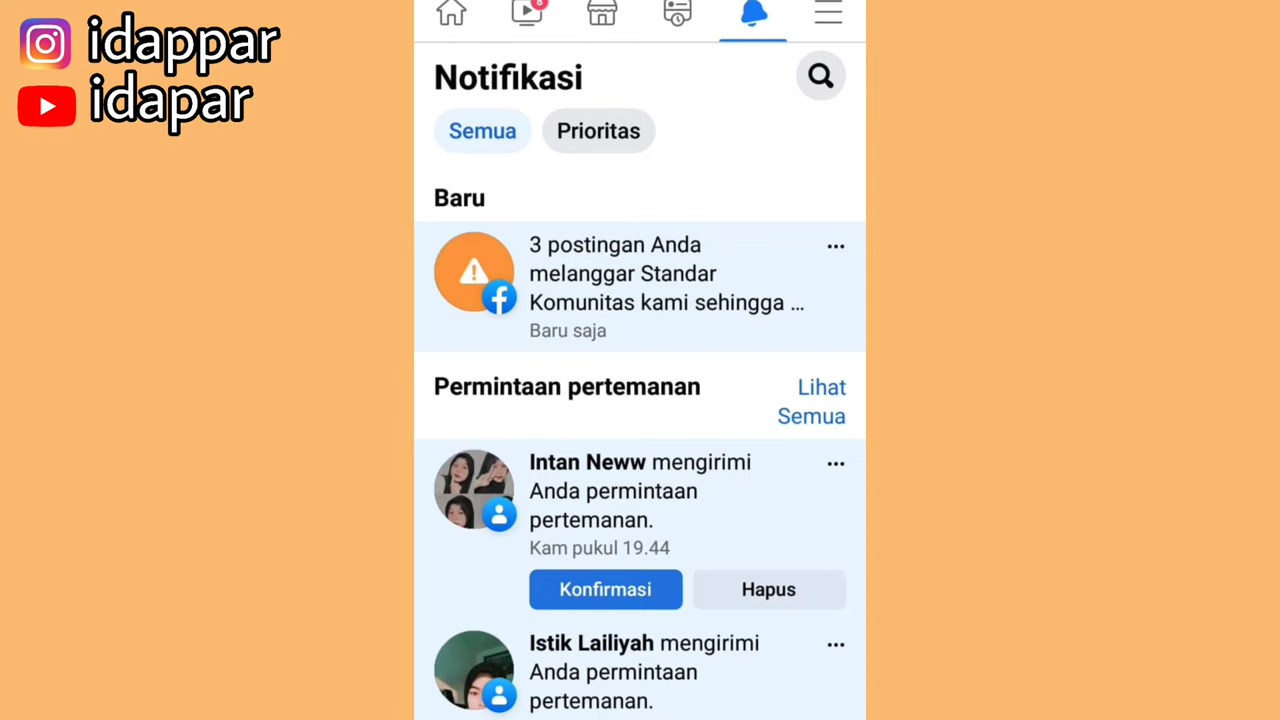 idappar
idapar
8
Notifikasi
Semua
Prioritas
Baru
3 postingan Anda
melanggar Standar
Komunitas kami sehingga ...
Baru saja
Permintaan pertemanan
Lihat
Semua
Intan Neww mengirimi
Anda permintaan
pertemanan.
Kam pukul 19.44
Konfirmasi
Hapus
Istik Lailiyah mengirimi
Anda permintaan
pertemanan.